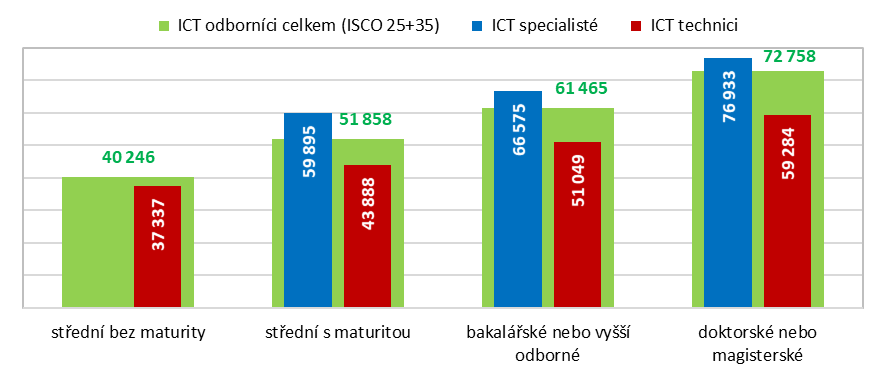 ICT odborníci celkem (ISCO 25+35) ICT specialisté ICT technici
40 246
37 337
51 858
59 895
43 888
61 465
66 575
51 049
72 758
76 933
59 284
střední bez maturity
střední s maturitou
bakalářské nebo vyšší
odborné
doktorské nebo
magisterské